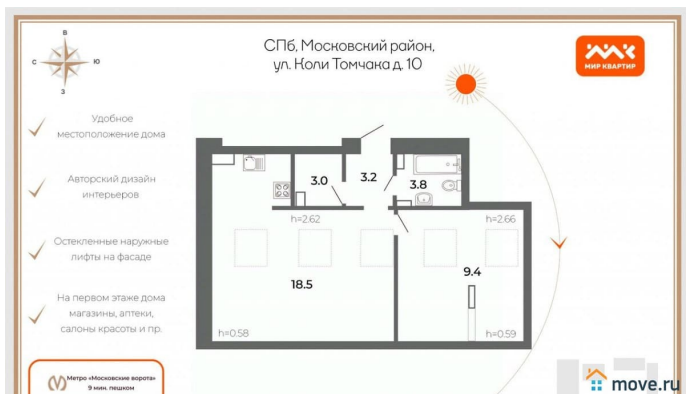 СПб, Московский район,
ул. Коли Томчака д. 10
МИР КВАРТИР
В
С
Ю
З
Удобное
местоположение дома
Авторский дизайн
интерьеров
Остекленные наружные
лифты на фасаде
На первом этаже дома
магазины, аптеки,
салоны красоты и пр.
Метро «Московские ворота»
9 мин. пешком
3.0
3.2
3.8
h=2.62
h=2.66
18.5
9.4
h=0.58
h=0.59
move.ru